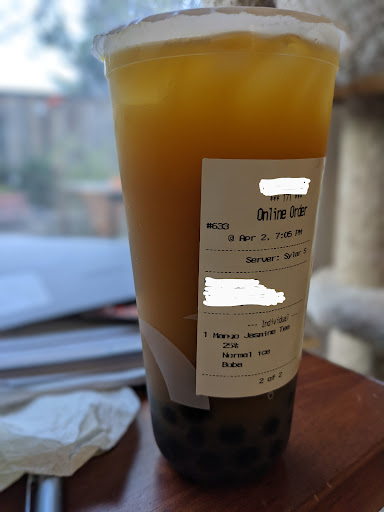 Online Order
#633
@ Apr 2, 7:05 PM
Server: Sylar S
--- Individual ---
1 Mango Jasmine Tea
25%
Normal ice
Boba
2 of 2